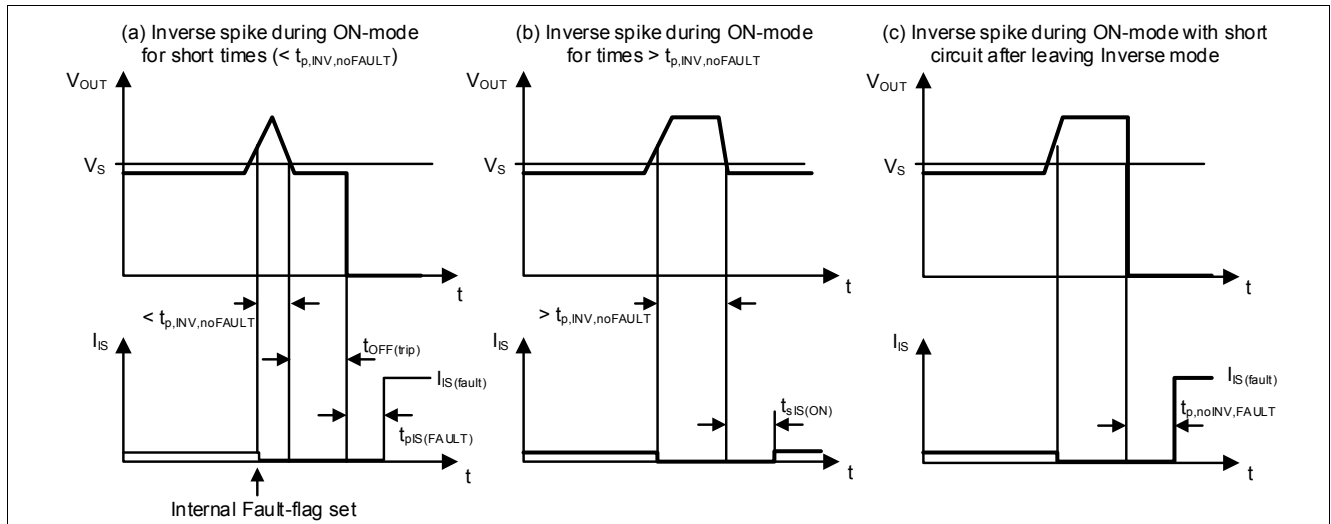 (a) Inverse spike during ON-mode
for short times (< tp,INV,noFAULT)
VOUT
VS
t
< tp,INV,noFAULT
tOFF(trip)
IIS
IIS(fault)
tpIS(FAULT)
t
Internal Fault-flag set
(b) Inverse spike during ON-mode
for times > tp,INV,noFAULT
VOUT
VS
t
> tp,INV,noFAULT
IIS
tsIS(ON)
t
(c) Inverse spike during ON-mode with short
circuit after leaving Inverse mode
VOUT
VS
t
IIS
IIS(fault)
tp,noINV,FAULT
t